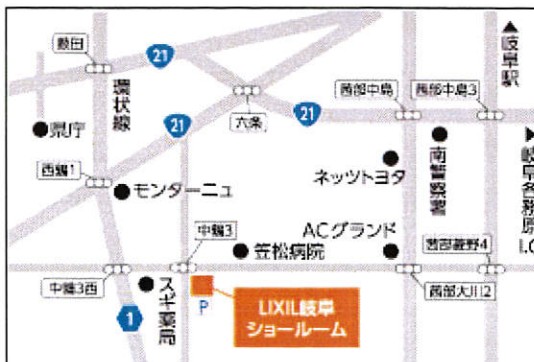 ▲岐阜駅
薮田
21
環状線
県庁
21
六条
21
茜部中島
茜部中島3
西鶉1
モンターニュ
ネッツトヨタ
南警察署
岐阜各務原I.C
中鶉3
ACグランド
笠松病院
茜部菱野4
中鶉3西
スギ薬局
P
LIXIL岐阜
ショールーム
茜部大川2
1